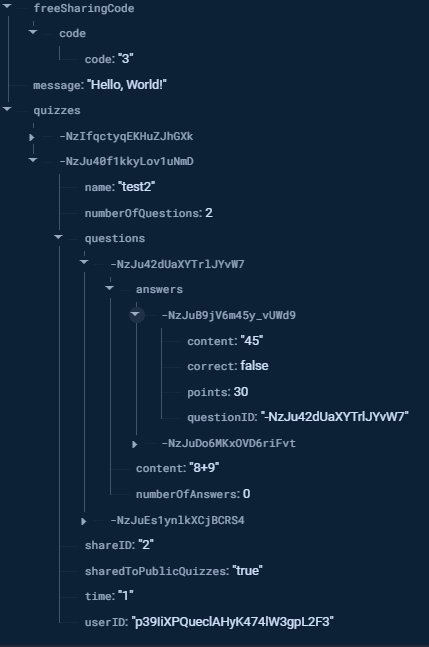 freeSharingCode
code
code: "3"
message: "Hello, World!"
quizzes
-NzIfqctyqEKHuZJhGXk
-NzJu40f1kkyLov1uNmD
name: "test2"
numberOfQuestions: 2
questions
-NzJu42dUaXYTrlJYvW7
answers
-NzJuB9jV6m45y_vUWd9
content: "45"
correct: false
points: 30
questionID: "-NzJu42dUaXYTrlJYvW7"
-NzJuDo6MKxOVD6riFvt
content: "8+9"
numberOfAnswers: 0
-NzJuEs1ynlkXCjBCRS4
shareID: "2"
sharedToPublicQuizzes: "true"
time: "1"
userID: "p39IiXPQueclAHyK474lW3gpL2F3"